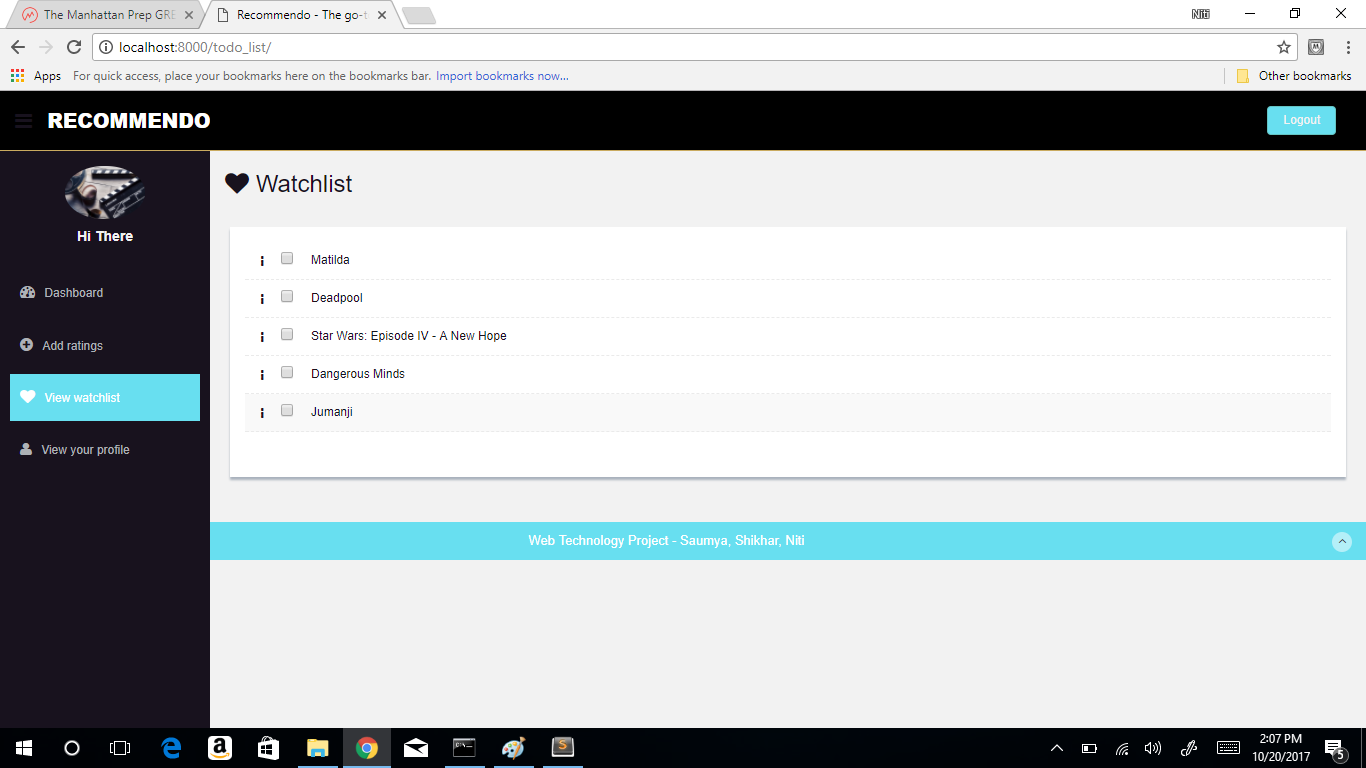 The Manhattan Prep GRE
Recommendo - The go-t
Niti
localhost:8000/todo_list/
Apps For quick access, place your bookmarks here on the bookmarks bar. Import bookmarks now... Other bookmarks
RECOMMENDO
Logout
Hi There
Dashboard
Add ratings
View watchlist
View your profile
Watchlist
Matilda
Deadpool
Star Wars: Episode IV - A New Hope
Dangerous Minds
Jumanji
Web Technology Project - Saumya, Shikhar, Niti
2:07 PM
10/20/2017
5